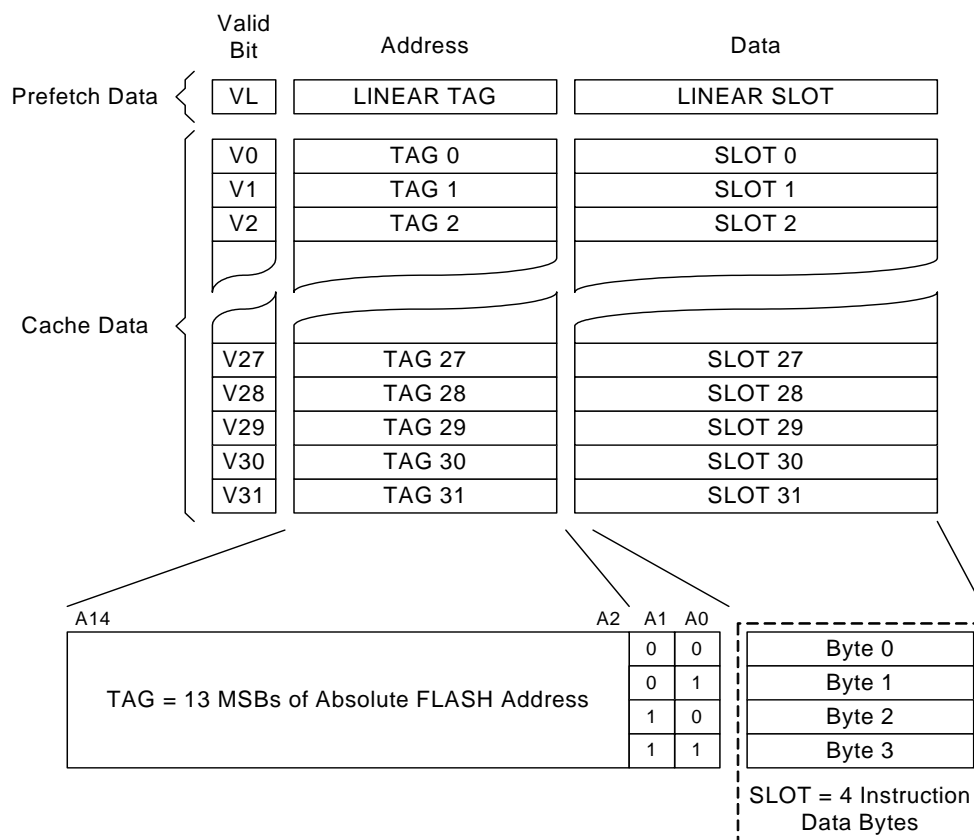 Valid
Bit
Address
Data
Prefetch Data
VL
LINEAR TAG
LINEAR SLOT
Cache Data
V0
TAG 0
SLOT 0
V1
TAG 1
SLOT 1
V2
TAG 2
SLOT 2
V27
TAG 27
SLOT 27
V28
TAG 28
SLOT 28
V29
TAG 29
SLOT 29
V30
TAG 30
SLOT 30
V31
TAG 31
SLOT 31
A14
A2
A1
A0
TAG = 13 MSBs of Absolute FLASH Address
0
0
Byte 0
0
1
Byte 1
1
0
Byte 2
1
1
Byte 3
SLOT = 4 Instruction
Data Bytes